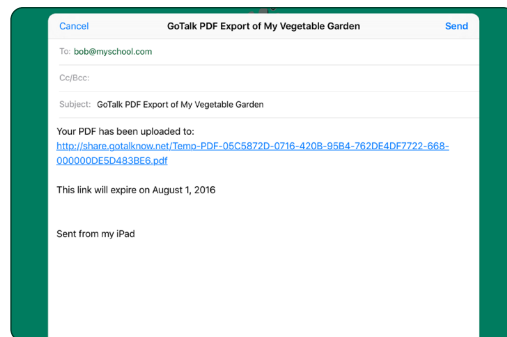 Cancel GoTalk PDF Export of My Vegetable Garden Send
To: bob@myschool.com
Cc/Bcc:
Subject: GoTalk PDF Export of My Vegetable Garden
Your PDF has been uploaded to:
http://share.gotalknow.net/Temp-PDF-05C5872D-0716-420B-95B4-762DE4DF7722-668-
000000DE5D483BE6.pdf
This link will expire on August 1, 2016
Sent from my iPad